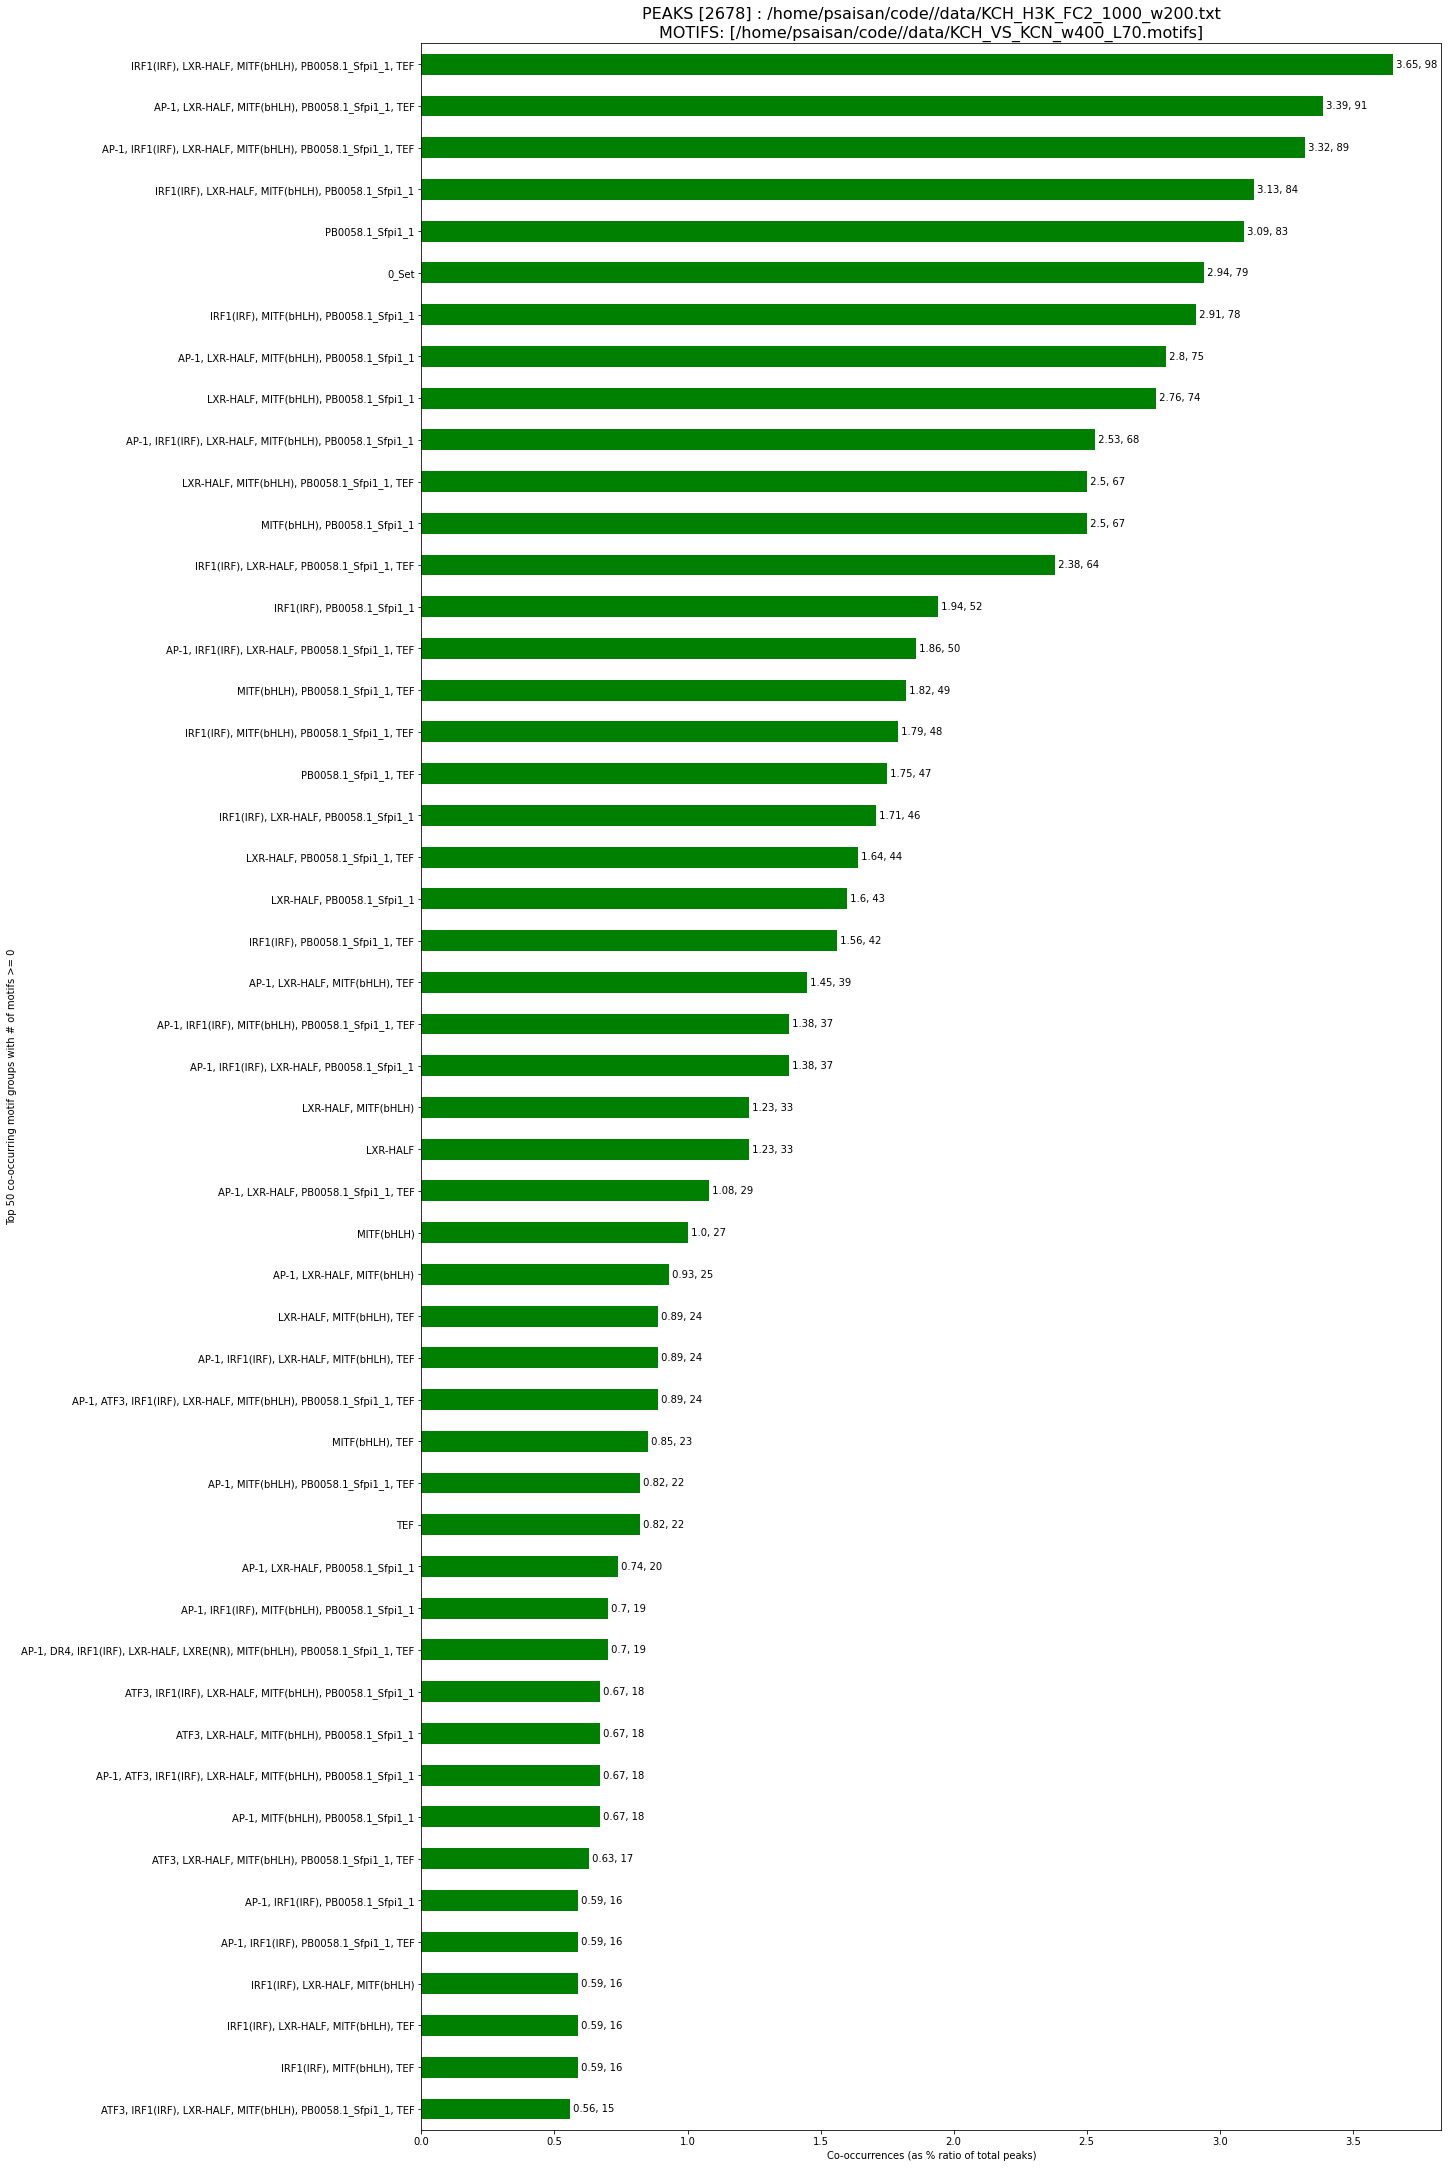 PEAKS [2678] : /home/psaisan/code//data/KCH_H3K_FC2_1000_w200.txt
MOTIFS: [/home/psaisan/code//data/KCH_VS_KCN_w400_L70.motifs]
Top 50 co-occurring motif groups with # of motifs >= 0
IRF1(IRF), LXR-HALF, MITF(bHLH), PB0058.1_Sfpi1_1, TEF 3.65, 98
AP-1, LXR-HALF, MITF(bHLH), PB0058.1_Sfpi1_1, TEF 3.39, 91
AP-1, IRF1(IRF), LXR-HALF, MITF(bHLH), PB0058.1_Sfpi1_1, TEF 3.32, 89
IRF1(IRF), LXR-HALF, MITF(bHLH), PB0058.1_Sfpi1_1 3.13, 84
PB0058.1_Sfpi1_1 3.09, 83
0_Set 2.94, 79
IRF1(IRF), MITF(bHLH), PB0058.1_Sfpi1_1 2.91, 78
AP-1, LXR-HALF, MITF(bHLH), PB0058.1_Sfpi1_1 2.8, 75
LXR-HALF, MITF(bHLH), PB0058.1_Sfpi1_1 2.76, 74
AP-1, IRF1(IRF), LXR-HALF, MITF(bHLH), PB0058.1_Sfpi1_1 2.53, 68
LXR-HALF, MITF(bHLH), PB0058.1_Sfpi1_1, TEF 2.5, 67
MITF(bHLH), PB0058.1_Sfpi1_1 2.5, 67
IRF1(IRF), LXR-HALF, PB0058.1_Sfpi1_1, TEF 2.38, 64
IRF1(IRF), PB0058.1_Sfpi1_1 1.94, 52
AP-1, IRF1(IRF), LXR-HALF, PB0058.1_Sfpi1_1, TEF 1.86, 50
MITF(bHLH), PB0058.1_Sfpi1_1, TEF 1.82, 49
IRF1(IRF), MITF(bHLH), PB0058.1_Sfpi1_1, TEF 1.79, 48
PB0058.1_Sfpi1_1, TEF 1.75, 47
IRF1(IRF), LXR-HALF, PB0058.1_Sfpi1_1 1.71, 46
LXR-HALF, PB0058.1_Sfpi1_1, TEF 1.64, 44
LXR-HALF, PB0058.1_Sfpi1_1 1.6, 43
IRF1(IRF), PB0058.1_Sfpi1_1, TEF 1.56, 42
AP-1, LXR-HALF, MITF(bHLH), TEF 1.45, 39
AP-1, IRF1(IRF), MITF(bHLH), PB0058.1_Sfpi1_1, TEF 1.38, 37
AP-1, IRF1(IRF), LXR-HALF, PB0058.1_Sfpi1_1 1.38, 37
LXR-HALF, MITF(bHLH) 1.23, 33
LXR-HALF 1.23, 33
AP-1, LXR-HALF, PB0058.1_Sfpi1_1, TEF 1.08, 29
MITF(bHLH) 1.0, 27
AP-1, LXR-HALF, MITF(bHLH) 0.93, 25
LXR-HALF, MITF(bHLH), TEF 0.89, 24
AP-1, IRF1(IRF), LXR-HALF, MITF(bHLH), TEF 0.89, 24
AP-1, ATF3, IRF1(IRF), LXR-HALF, MITF(bHLH), PB0058.1_Sfpi1_1, TEF 0.89, 24
MITF(bHLH), TEF 0.85, 23
AP-1, MITF(bHLH), PB0058.1_Sfpi1_1, TEF 0.82, 22
TEF 0.82, 22
AP-1, LXR-HALF, PB0058.1_Sfpi1_1 0.74, 20
AP-1, IRF1(IRF), MITF(bHLH), PB0058.1_Sfpi1_1 0.7, 19
AP-1, DR4, IRF1(IRF), LXR-HALF, LXRE(NR), MITF(bHLH), PB0058.1_Sfpi1_1, TEF 0.7, 19
ATF3, IRF1(IRF), LXR-HALF, MITF(bHLH), PB0058.1_Sfpi1_1 0.67, 18
ATF3, LXR-HALF, MITF(bHLH), PB0058.1_Sfpi1_1 0.67, 18
AP-1, ATF3, IRF1(IRF), LXR-HALF, MITF(bHLH), PB0058.1_Sfpi1_1 0.67, 18
AP-1, MITF(bHLH), PB0058.1_Sfpi1_1 0.67, 18
ATF3, LXR-HALF, MITF(bHLH), PB0058.1_Sfpi1_1, TEF 0.63, 17
AP-1, IRF1(IRF), PB0058.1_Sfpi1_1 0.59, 16
AP-1, IRF1(IRF), PB0058.1_Sfpi1_1, TEF 0.59, 16
IRF1(IRF), LXR-HALF, MITF(bHLH) 0.59, 16
IRF1(IRF), LXR-HALF, MITF(bHLH), TEF 0.59, 16
IRF1(IRF), MITF(bHLH), TEF 0.59, 16
ATF3, IRF1(IRF), LXR-HALF, MITF(bHLH), PB0058.1_Sfpi1_1, TEF 0.56, 15
0.0 0.5 1.0 1.5 2.0 2.5 3.0 3.5
Co-occurrences (as % ratio of total peaks)